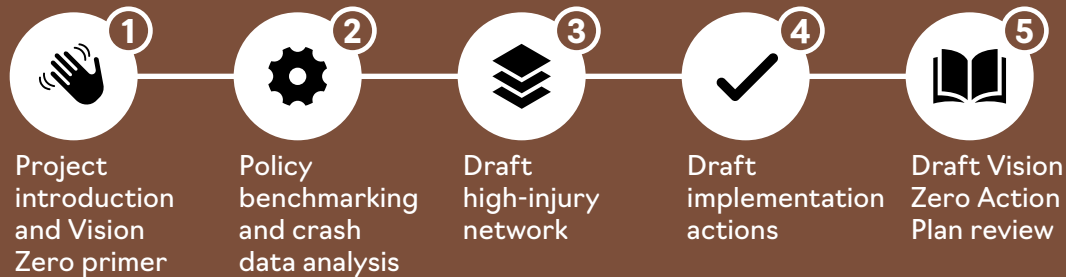 1
Project
introduction
and Vision
Zero primer
2
Policy
benchmarking
and crash
data analysis
3
Draft
high-injury
network
4
Draft
implementation
actions
5
Draft Vision
Zero Action
Plan review